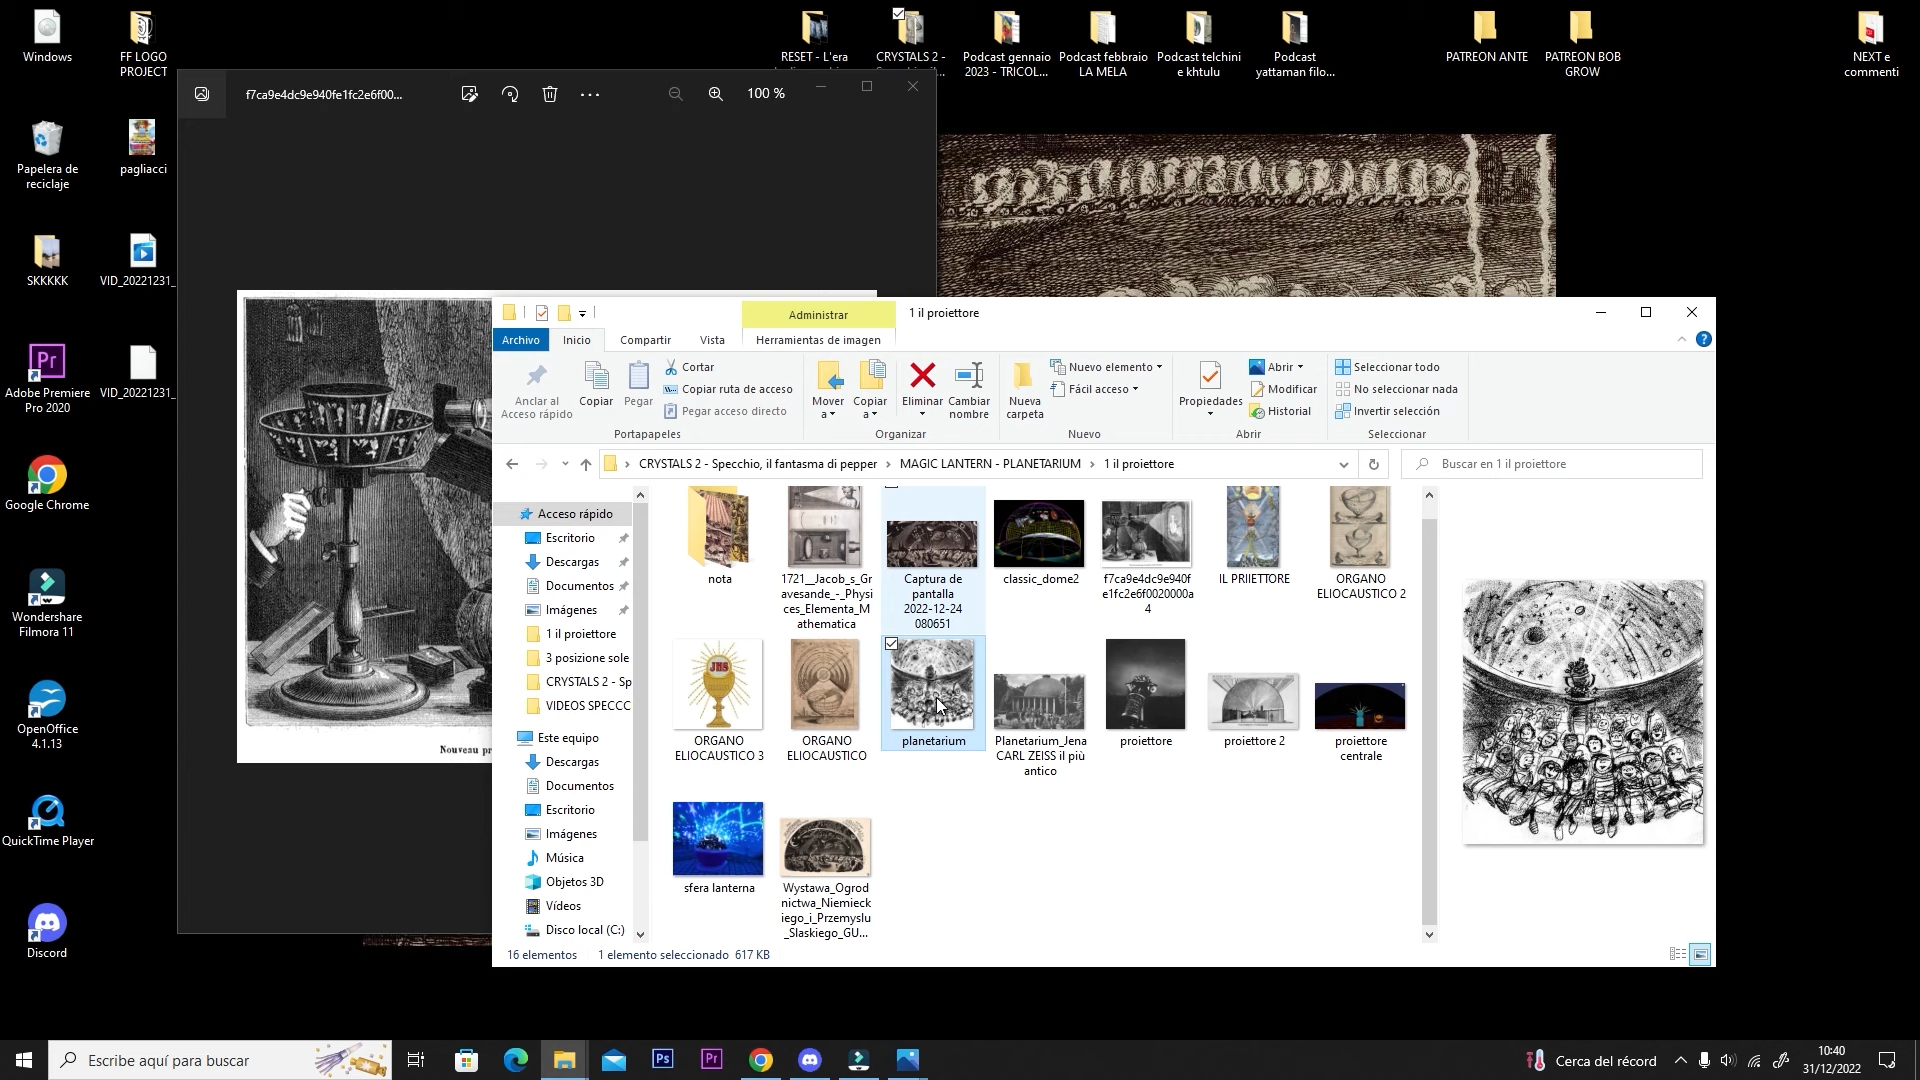 Windows
FF LOGO
PROJECT
RESET - L'era
CRYSTALS 2 -
Podcast gennaio
2023 - TRICOL...
Podcast febbraio
LA MELA
Podcast telchini
e khtulu
Podcast
yattaman filo...
PATREON ANTE
PATREON BOB
GROW
NEXT e
commenti
f7ca9e4dc9e940fe1fc2e6f00...
100 %
Papelera de
reciclaje
pagliacci
SKKKKK
VID_20221231_
Adobe Premiere
Pro 2020
VID_20221231_
Google Chrome
Wondershare
Filmora 11
OpenOffice
4.1.13
QuickTime Player
Discord
Nouveau pr
Administrar
1 il proiettore
Archivo
Inicio
Compartir
Vista
Herramientas de imagen
Anclar al
Acceso rápido
Copiar
Pegar
Cortar
Copiar ruta de acceso
Pegar acceso directo
Portapapeles
Mover
a
Copiar
a
Eliminar
Cambiar
nombre
Organizar
Nueva
carpeta
Nuevo elemento
Fácil acceso
Nuevo
Propiedades
Abrir
Modificar
Historial
Abrir
Seleccionar todo
No seleccionar nada
Invertir selección
Seleccionar
CRYSTALS 2 - Specchio, il fantasma di pepper > MAGIC LANTERN - PLANETARIUM > 1 il proiettore
Buscar en 1 il proiettore
Acceso rápido
Escritorio
Descargas
Documentos
Imágenes
1 il proiettore
3 posizione sole
CRYSTALS 2 - Sp
VIDEOS SPECCC
Este equipo
Descargas
Documentos
Escritorio
Imágenes
Música
Objetos 3D
Vídeos
Disco local (C:)
nota
1721__Jacob_s_Gr
avesande_-_Physi
ces_Elementa_M
athematica
Captura de
pantalla
2022-12-24
080651
classic_dome2
f7ca9e4dc9e940f
e1fc2e6f0020000a
4
IL PRIIETTORE
ORGANO
ELIOCAUSTICO 2
JHS
ORGANO
ELIOCAUSTICO 3
ORGANO
ELIOCAUSTICO
planetarium
Planetarium_Jena
CARL ZEISS il più
antico
proiettore
proiettore 2
proiettore
centrale
sfera lanterna
Wystawa_Ogrod
nictwa_Niemieck
iego_i_Przemyslu
_Slaskiego_GU...
16 elementos
1 elemento seleccionado 617 KB
Escribe aquí para buscar
Cerca del récord
10:40
31/12/2022